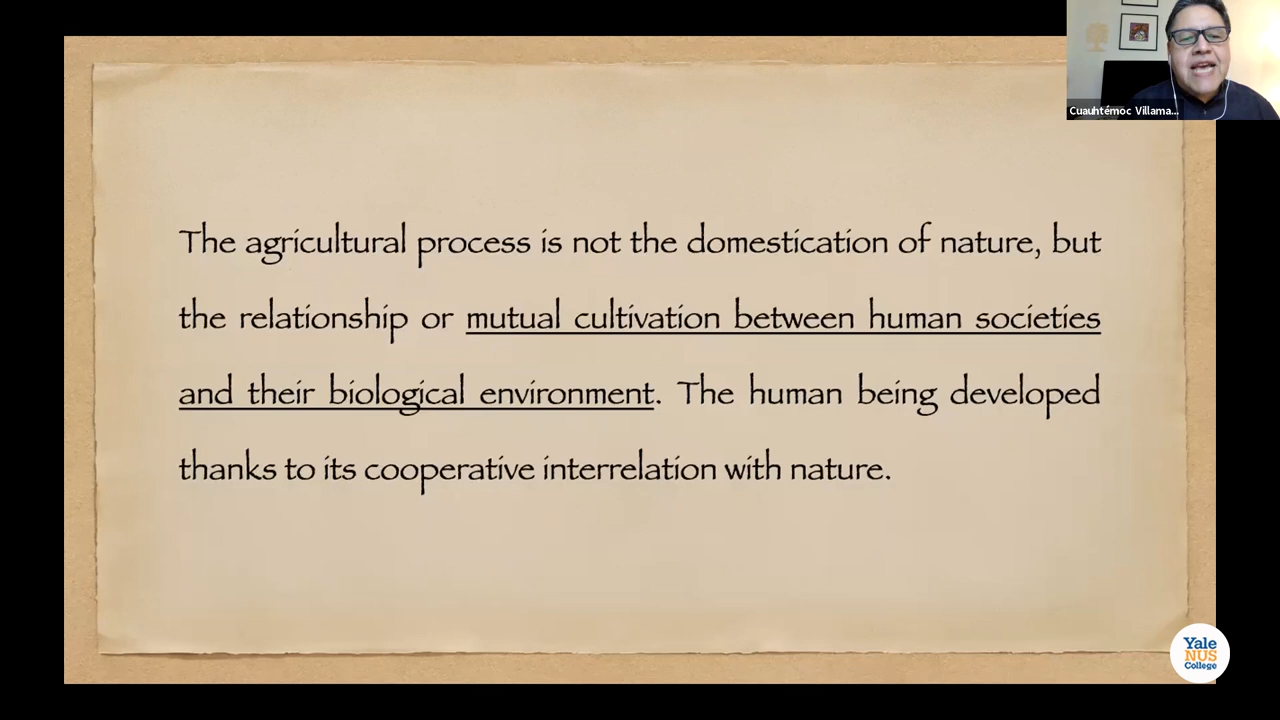 Cuauhtémoc Villama...
The agricultural process is not the domestication of nature, but
the relationship or mutual cultivation between human societies
and their biological environment. The human being developed
thanks to its cooperative interrelation with nature.
Yale
NUS
College